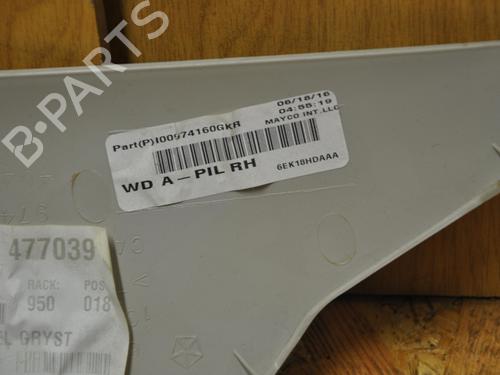 B-PARTS
08/18/16
04:55:19
MAYCO INT. LLC
Part(P)I00974160GKR
WD A-PIL RH
6EK18HDAAA
477039
RACK: POS
950 018
EL GRYST